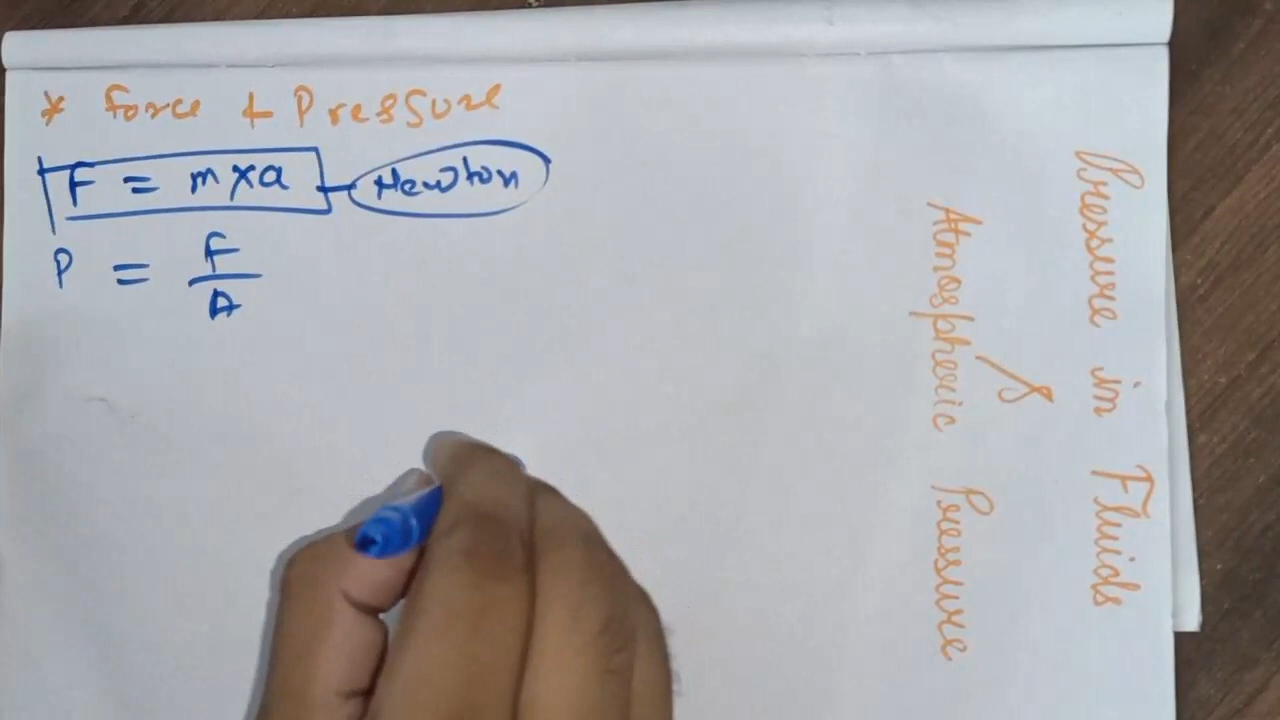 * Force & Pressure
F = m×a - Newton
P = F/A
Pressure in Fluids
&
Atmospheric Pressure